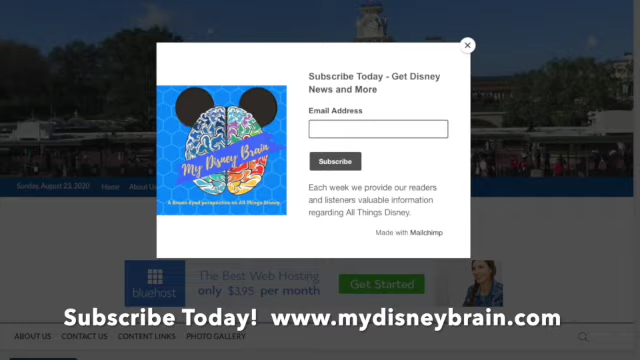 Subscribe Today - Get Disney
News and More
Email Address
Subscribe
Each week we provide our readers
and listeners valuable information
regarding All Things Disney.
Made with Mailchimp
My Disney Brain
Sunday, August 23, 2020 Home About Us
bluehost
The Best Web Hosting
only $3.95 per month
Get Started
Subscribe Today! www.mydisneybrain.com
ABOUT US CONTACT US CONTENT LINKS PHOTO GALLERY